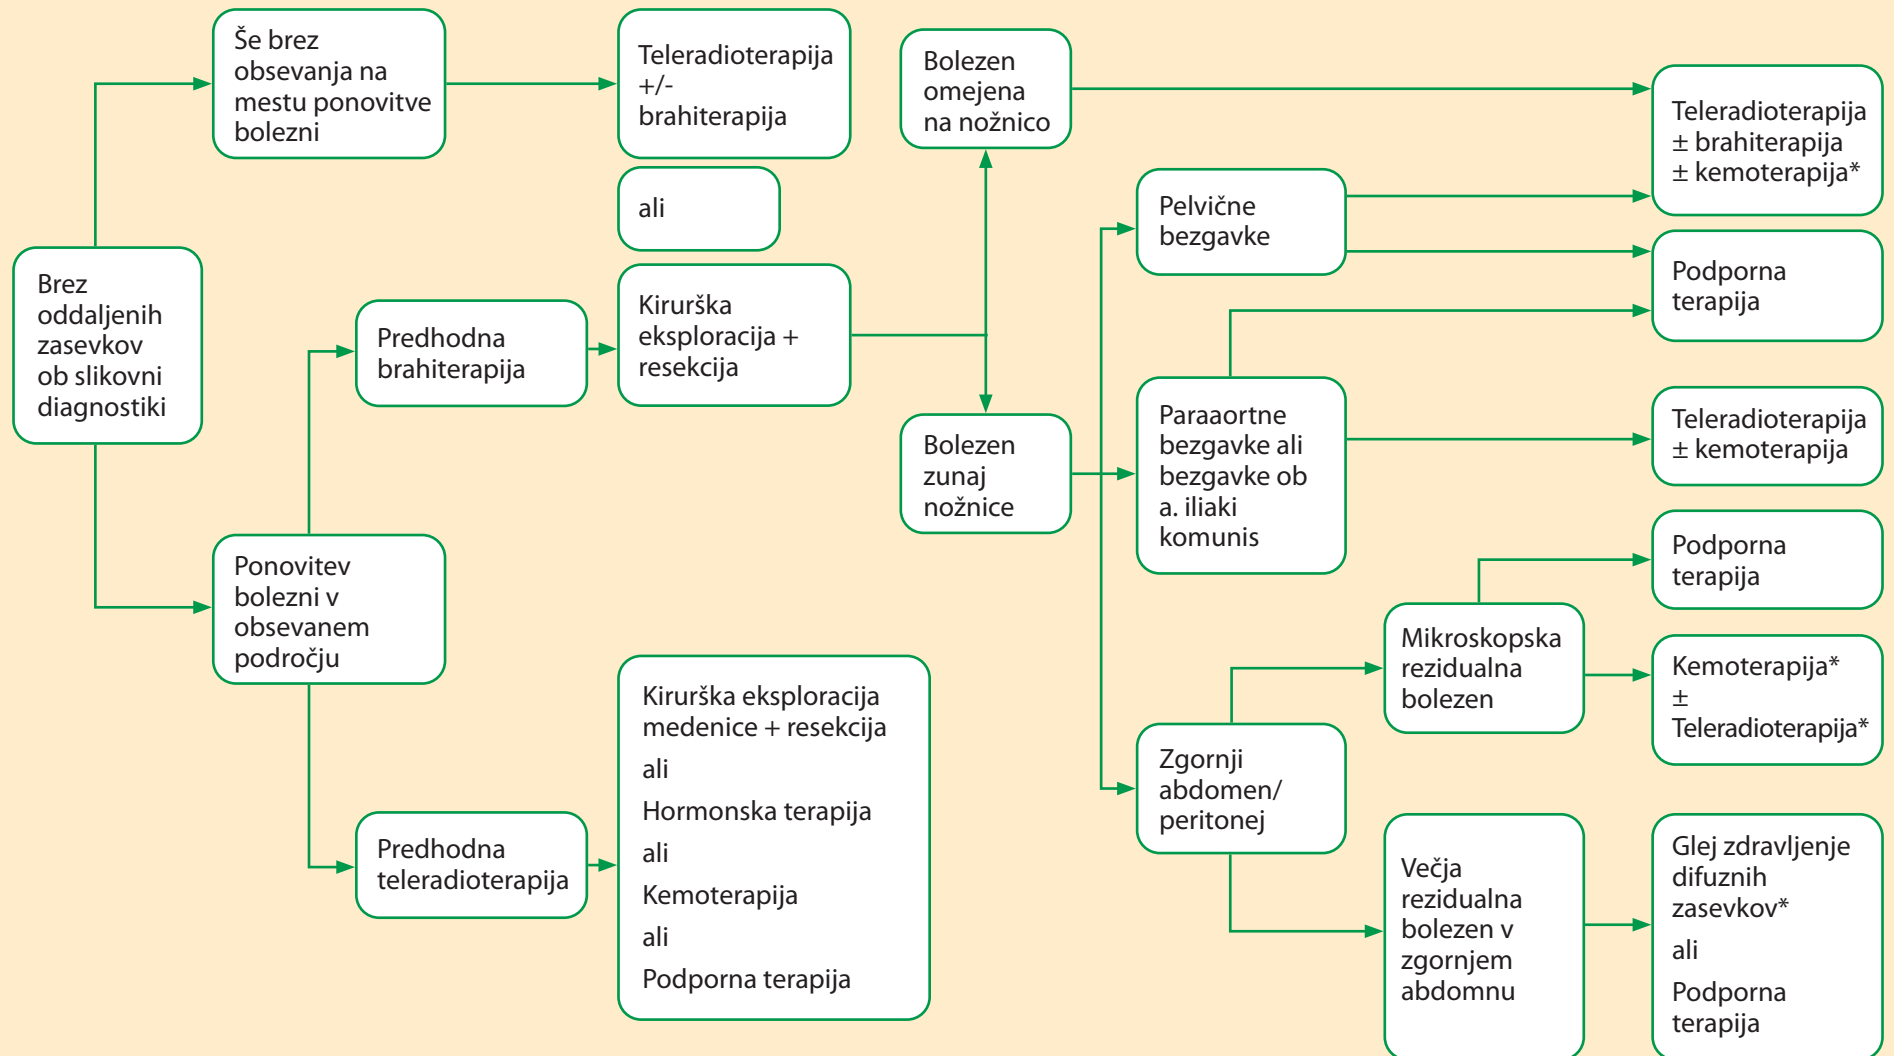 Brez
oddaljenih
zasevkov
ob slikovni
diagnostiki
Še brez
obsevanja na
mestu ponovitve
bolezni
Teleradioterapija
+/-
brahiterapija
ali
Ponovitev
bolezni v
obsevanem
področju
Predhodna
brahiterapija
Kirurška
eksploracija +
resekcija
Predhodna
teleradioterapija
Kirurška eksploracija
medenice + resekcija
ali
Hormonska terapija
ali
Kemoterapija
ali
Podporna terapija
Bolezen
omejena
na nožnico
Bolezen
zunaj
nožnice
Pelvične
bezgavke
Paraaortne
bezgavke ali
bezgavke ob
a. iliaki
komunis
Zgornji
abdomen/
peritonej
Mikroskopska
rezidualna
bolezen
Večja
rezidualna
bolezen v
zgornjem
abdomnu
Teleradioterapija
± brahiterapija
± kemoterapija*
Podporna
terapija
Teleradioterapija
± kemoterapija
Podporna
terapija
Kemoterapija*
±
Teleradioterapija*
Glej zdravljenje
difuznih
zasevkov*
ali
Podporna
terapija